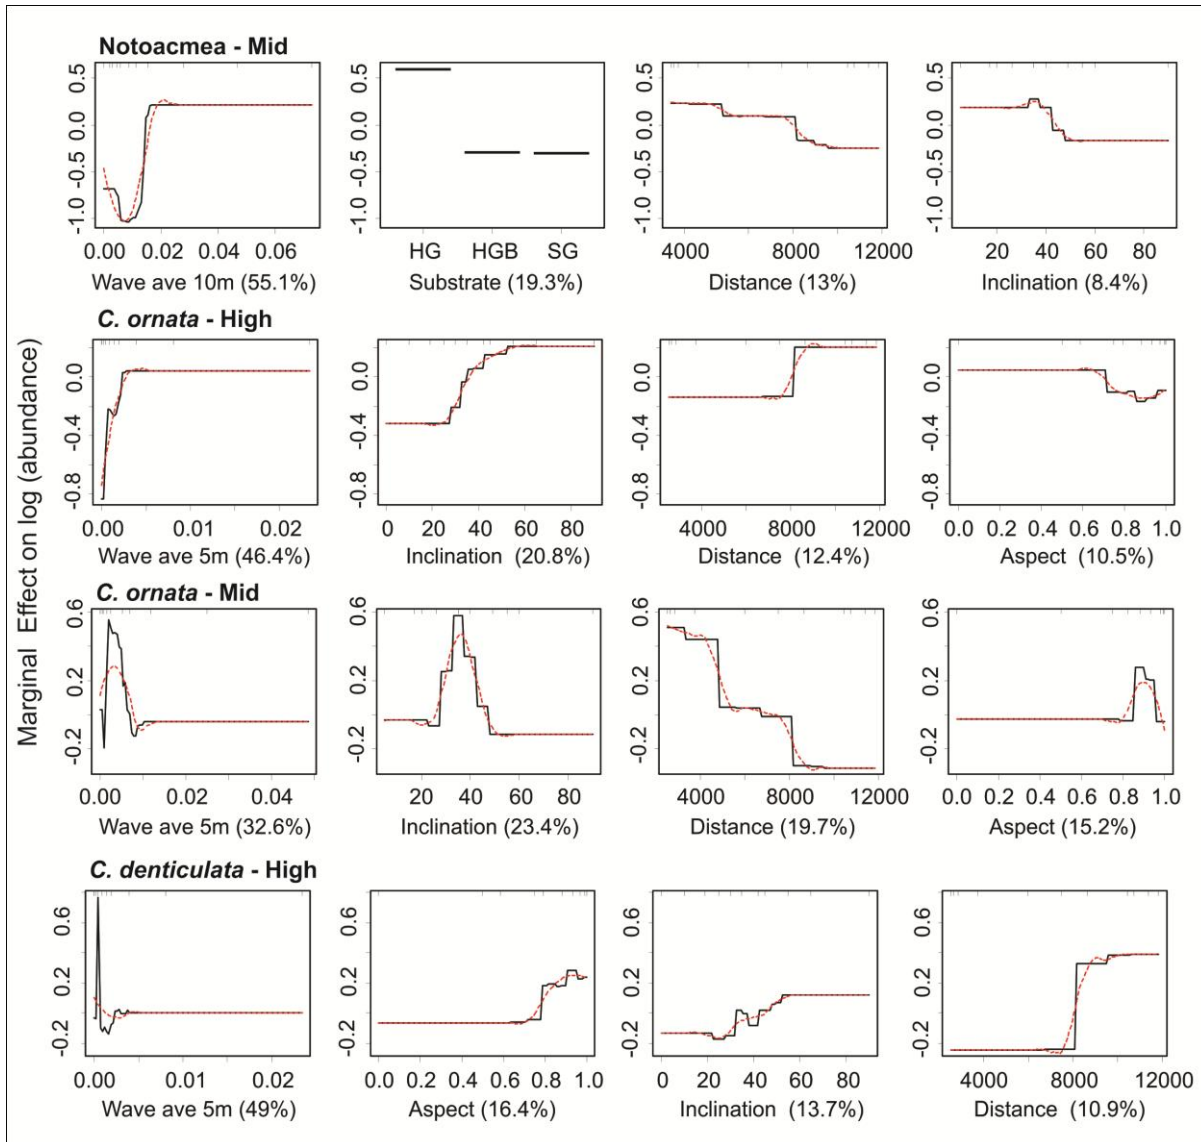 Marginal Effect on log (abundance)
Notoacmea - Mid
0.5 0.0 -0.5 -1.0
0.00 0.02 0.04 0.06
Wave ave 10m (55.1%)
HG HGB SG
Substrate (19.3%)
0.5 0.0 -0.5 -1.0
4000 8000 12000
Distance (13%)
0.5 0.0 -0.5 -1.0
20 40 60 80
Inclination (8.4%)
C. ornata - High
0.0 -0.4 -0.8
0.00 0.01 0.02
Wave ave 5m (46.4%)
0.0 -0.4 -0.8
0 20 40 60 80
Inclination (20.8%)
0.0 -0.4 -0.8
4000 8000 12000
Distance (12.4%)
0.0 -0.4 -0.8
0.0 0.2 0.4 0.6 0.8 1.0
Aspect (10.5%)
C. ornata - Mid
0.6 0.2 -0.2
0.00 0.02 0.04
Wave ave 5m (32.6%)
0.6 0.2 -0.2
20 40 60 80
Inclination (23.4%)
0.6 0.2 -0.2
4000 8000 12000
Distance (19.7%)
0.6 0.2 -0.2
0.0 0.2 0.4 0.6 0.8 1.0
Aspect (15.2%)
C. denticulata - High
0.6 0.2 -0.2
0.00 0.01 0.02
Wave ave 5m (49%)
0.6 0.2 -0.2
0.0 0.2 0.4 0.6 0.8 1.0
Aspect (16.4%)
0.6 0.2 -0.2
0 20 40 60 80
Inclination (13.7%)
0.6 0.2 -0.2
4000 8000 12000
Distance (10.9%)